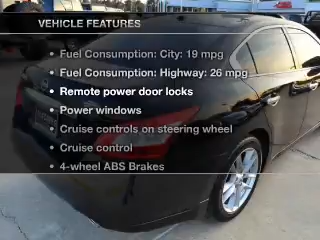 VEHICLE FEATURES
• Fuel Consumption: City: 19 mpg
• Fuel Consumption: Highway: 26 mpg
• Remote power door locks
• Power windows
• Cruise controls on steering wheel
• Cruise control
• 4-wheel ABS Brakes